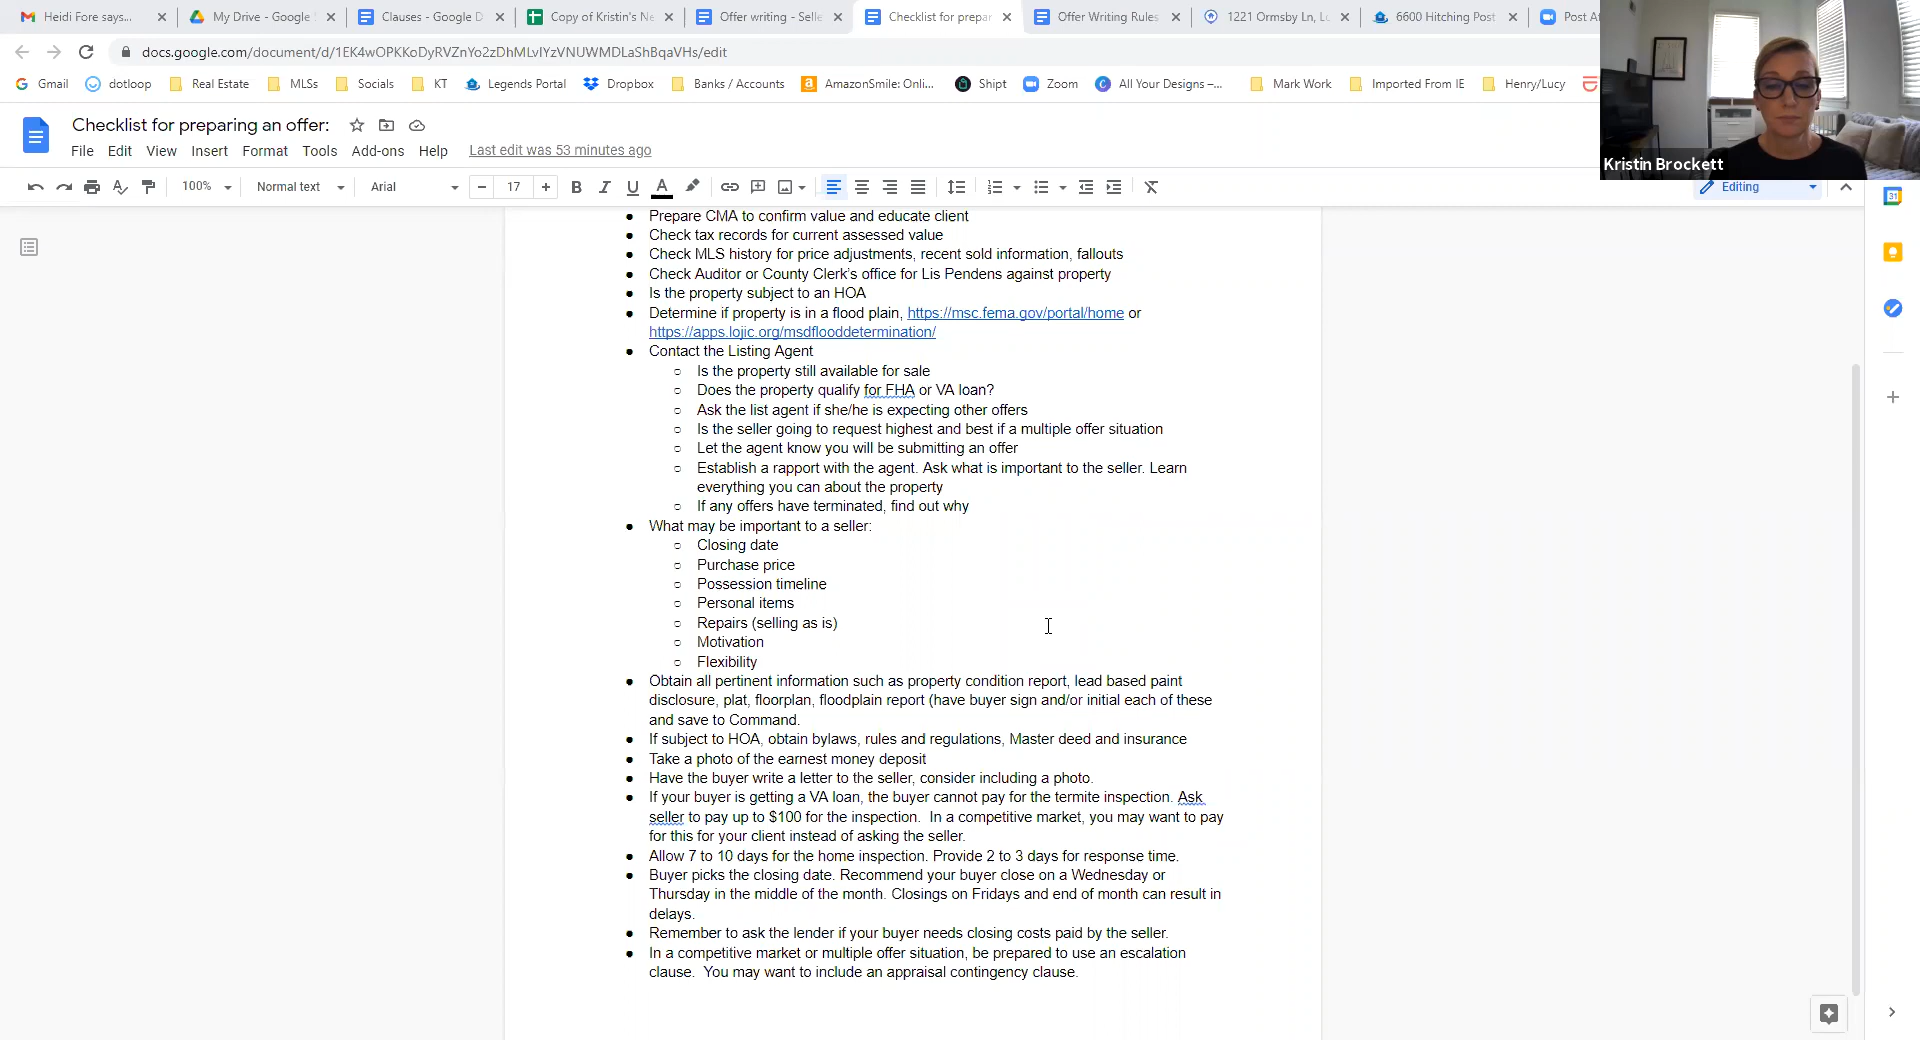 Heidi Fore says...
My Drive - Google
Clauses - Google D
Copy of Kristin's Ne
Offer writing - Selle
Checklist for prepar
Offer Writing Rules
1221 Ormsby Ln, Lo
6600 Hitching Post
Post A
docs.google.com/document/d/1EK4wOPKKoDyRVZnYo2zDhMLvIYzVNUWMDLaShBqaVHs/edit
Gmail
dotloop
Real Estate
MLSs
Socials
KT
Legends Portal
Dropbox
Banks / Accounts
AmazonSmile: Onli...
Shipt
Zoom
All Your Designs –...
Mark Work
Imported From IE
Henry/Lucy
Kristin Brockett
Checklist for preparing an offer:
File Edit View Insert Format Tools Add-ons Help Last edit was 53 minutes ago
100% Normal text Arial 17 B I U A Editing
31
Prepare CMA to confirm value and educate client
Check tax records for current assessed value
Check MLS history for price adjustments, recent sold information, fallouts
Check Auditor or County Clerk's office for Lis Pendens against property
Is the property subject to an HOA
Determine if property is in a flood plain, https://msc.fema.gov/portal/home or
https://apps.lojic.org/msdflooddetermination/
Contact the Listing Agent
Is the property still available for sale
Does the property qualify for FHA or VA loan?
Ask the list agent if she/he is expecting other offers
Is the seller going to request highest and best if a multiple offer situation
Let the agent know you will be submitting an offer
Establish a rapport with the agent. Ask what is important to the seller. Learn
everything you can about the property
If any offers have terminated, find out why
What may be important to a seller:
Closing date
Purchase price
Possession timeline
Personal items
Repairs (selling as is)
Motivation
Flexibility
Obtain all pertinent information such as property condition report, lead based paint
disclosure, plat, floorplan, floodplain report (have buyer sign and/or initial each of these
and save to Command.
If subject to HOA, obtain bylaws, rules and regulations, Master deed and insurance
Take a photo of the earnest money deposit
Have the buyer write a letter to the seller, consider including a photo.
If your buyer is getting a VA loan, the buyer cannot pay for the termite inspection. Ask
seller to pay up to $100 for the inspection. In a competitive market, you may want to pay
for this for your client instead of asking the seller.
Allow 7 to 10 days for the home inspection. Provide 2 to 3 days for response time.
Buyer picks the closing date. Recommend your buyer close on a Wednesday or
Thursday in the middle of the month. Closings on Fridays and end of month can result in
delays.
Remember to ask the lender if your buyer needs closing costs paid by the seller.
In a competitive market or multiple offer situation, be prepared to use an escalation
clause. You may want to include an appraisal contingency clause.